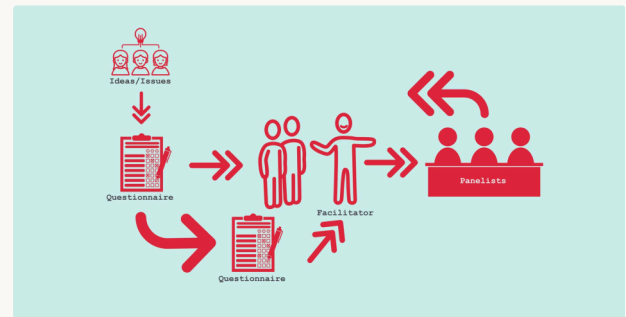 Ideas/Issues
Questionnaire
Facilitator
Panelists
Questionnaire